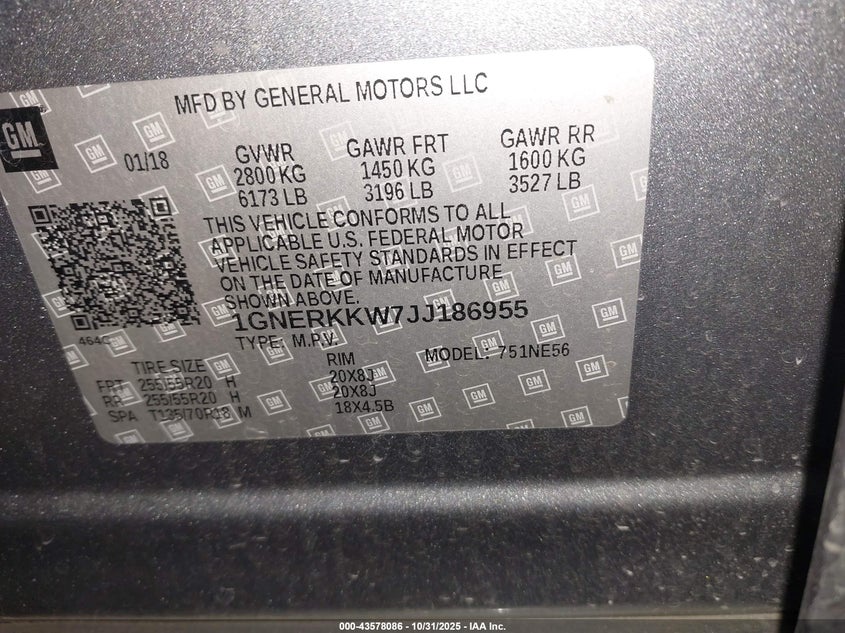 MFD BY GENERAL MOTORS LLC
GM
01/18
GVWR GAWR FRT GAWR RR
2800 KG 1450 KG 1600 KG
6173 LB 3196 LB 3527 LB
THIS VEHICLE CONFORMS TO ALL
APPLICABLE U.S. FEDERAL MOTOR
VEHICLE SAFETY STANDARDS IN EFFECT
ON THE DATE OF MANUFACTURE
SHOWN ABOVE.
1GNERKKW7JJ186955
TYPE: M.P.V. MODEL: 751NE56
TIRE SIZE RIM
FRT 255/55R20 H 20X8J
RR 255/55R20 H 20X8J
SPA T135/70R18 M 18X4.5B
000-43578086 - 10/31/2025 - IAA Inc.